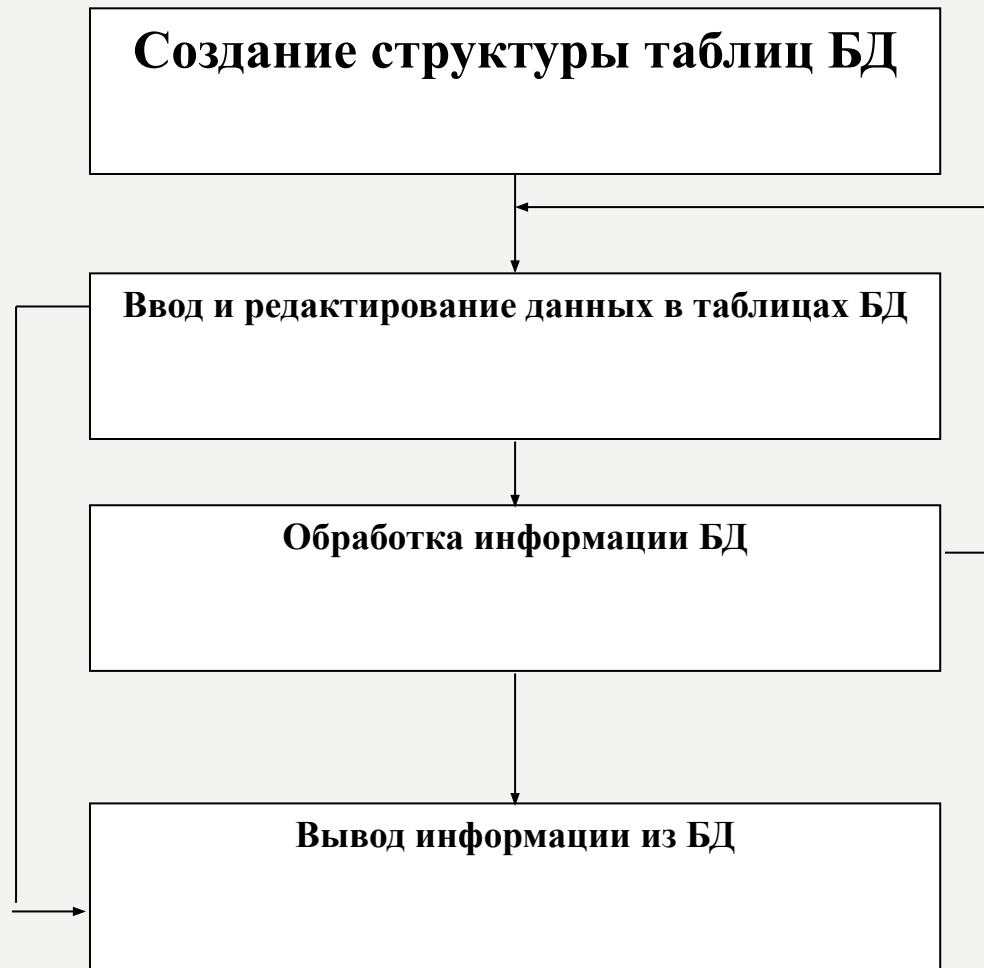 Создание структуры таблиц БД
Ввод и редактирование данных в таблицах БД
Обработка информации БД
Вывод информации из БД